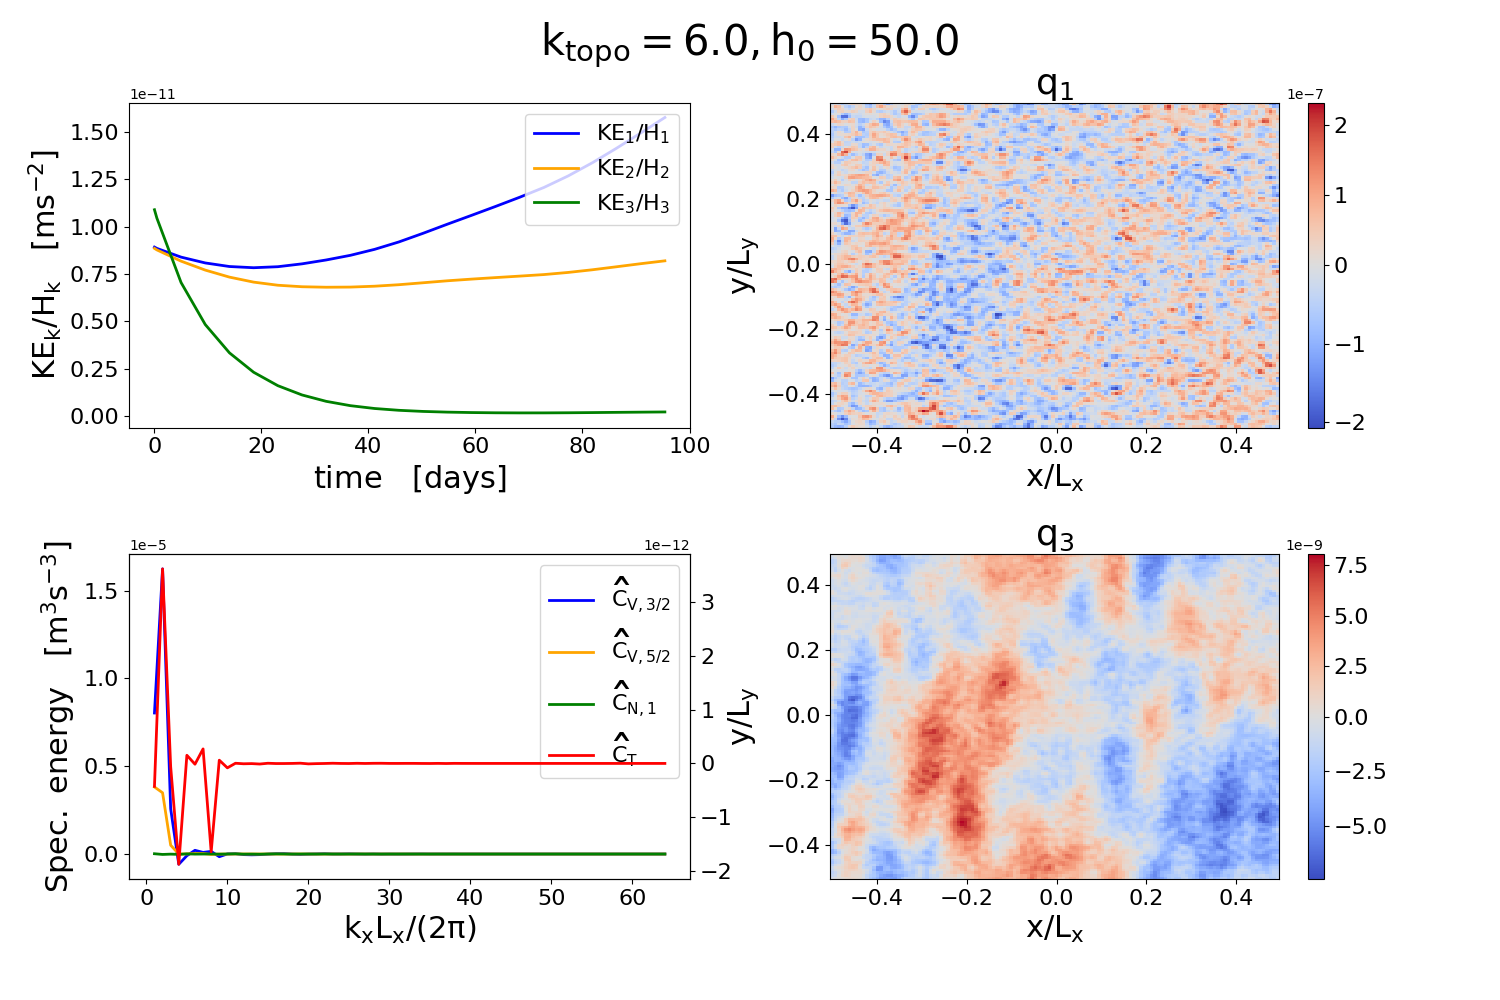 k_topo = 6.0, h_0 = 50.0
1e−11
KE_k/H_k [ms^−2]
1.50
1.25
1.00
0.75
0.50
0.25
0.00
KE_1/H_1
KE_2/H_2
KE_3/H_3
0 20 40 60 80 100
time [days]
q_1
1e−7
y/L_y
0.4
0.2
0.0
−0.2
−0.4
−0.4 −0.2 0.0 0.2 0.4
x/L_x
2
1
0
−1
−2
1e−5
1e−12
Spec. energy [m^3s^−3]
1.5
1.0
0.5
0.0
Ĉ_V, 3/2
Ĉ_V, 5/2
Ĉ_N, 1
Ĉ_T
3
2
1
0
−1
−2
0 10 20 30 40 50 60
k_xL_x/(2π)
q_3
1e−9
y/L_y
0.4
0.2
0.0
−0.2
−0.4
−0.4 −0.2 0.0 0.2 0.4
x/L_x
7.5
5.0
2.5
0.0
−2.5
−5.0